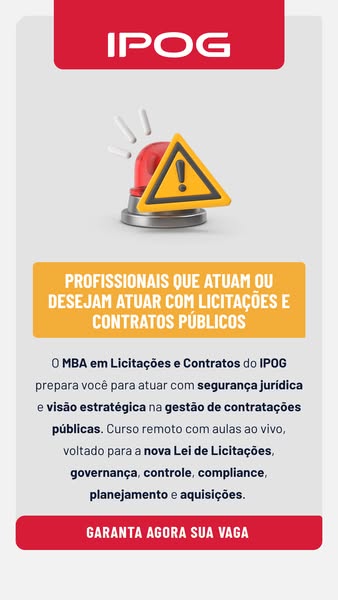 IPOG
PROFISSIONAIS QUE ATUAM OU
DESEJAM ATUAR COM LICITAÇÕES E
CONTRATOS PÚBLICOS
O MBA em Licitações e Contratos do IPOG
prepara você para atuar com segurança jurídica
e visão estratégica na gestão de contratações
públicas. Curso remoto com aulas ao vivo,
voltado para a nova Lei de Licitações,
governança, controle, compliance,
planejamento e aquisições.
GARANTA AGORA SUA VAGA